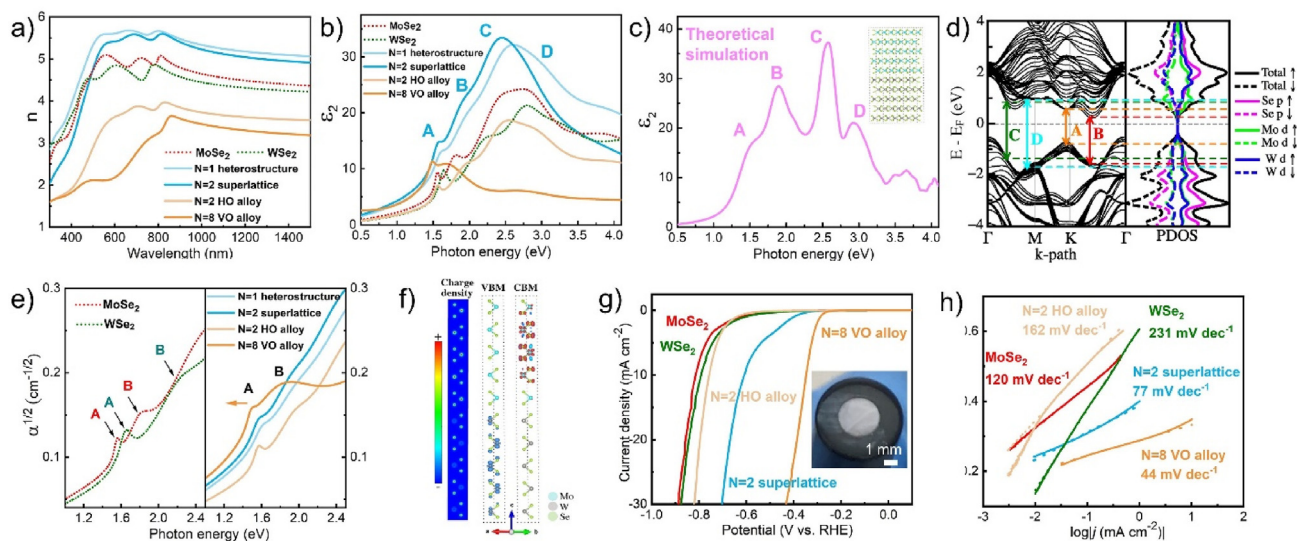 a)
n
6
5
4
3
2
1
MoSe2
WSe2
N=1 heterostructure
N=2 superlattice
N=2 HO alloy
N=8 VO alloy
400 600 800 1000 1200 1400
Wavelength (nm)
b)
ε2
30
20
10
0
MoSe2
WSe2
N=1 heterostructure
N=2 superlattice
N=2 HO alloy
N=8 VO alloy
A
B
C
D
0.5 1.0 1.5 2.0 2.5 3.0 3.5 4.0
Photon energy (eV)
c)
ε2
30
20
10
0
Theoretical
simulation
A
B
C
D
0.5 1.0 1.5 2.0 2.5 3.0 3.5 4.0
Photon energy (eV)
d)
E - EF (eV)
4
2
0
−2
−4
C
D
A
B
Γ M K Γ
k-path
PDOS
Total ↑
Total ↓
Se p ↑
Se p ↓
Mo d ↑
Mo d ↓
W d ↑
W d ↓
e)
α1/2 (cm-1/2)
0.3
0.2
0.1
MoSe2
WSe2
A
A
B
B
1.2 1.6 2.0 2.4
N=1 heterostructure
N=2 superlattice
N=2 HO alloy
N=8 VO alloy
A
B
0.3
0.2
0.1
1.2 1.6 2.0 2.4
Photon energy (eV)
f)
Charge
density
VBM
CBM
+
-
Mo
W
Se
g)
Current density (mA cm-2)
0
-10
-20
-30
MoSe2
WSe2
N=2 HO alloy
N=2 superlattice
N=8 VO alloy
1 mm
-1.0 -0.8 -0.6 -0.4 -0.2 0.0
Potential (V vs. RHE)
h)
1.6
1.4
1.2
N=2 HO alloy
162 mV dec-1
WSe2
231 mV dec-1
MoSe2
120 mV dec-1
N=2 superlattice
77 mV dec-1
N=8 VO alloy
44 mV dec-1
-3 -2 -1 0 1 2
log|j (mA cm-2)|